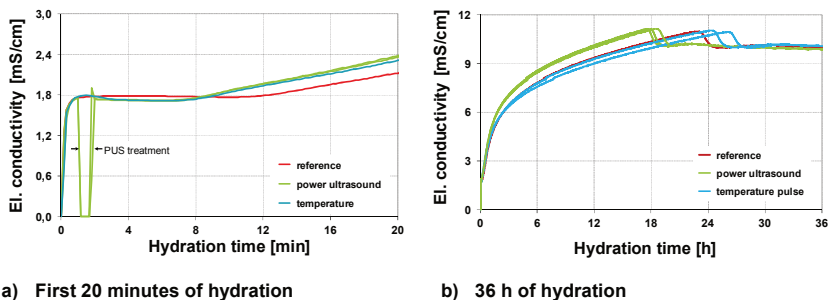 El. conductivity [mS/cm]
3,0
2,4
1,8
1,2
0,6
0,0
PUS treatment
reference
power ultrasound
temperature
0 4 8 12 16 20
Hydration time [min]
a) First 20 minutes of hydration
El. conductivity [mS/cm]
12
9
6
3
0
reference
power ultrasound
temperature pulse
0 6 12 18 24 30 36
Hydration time [h]
b) 36 h of hydration